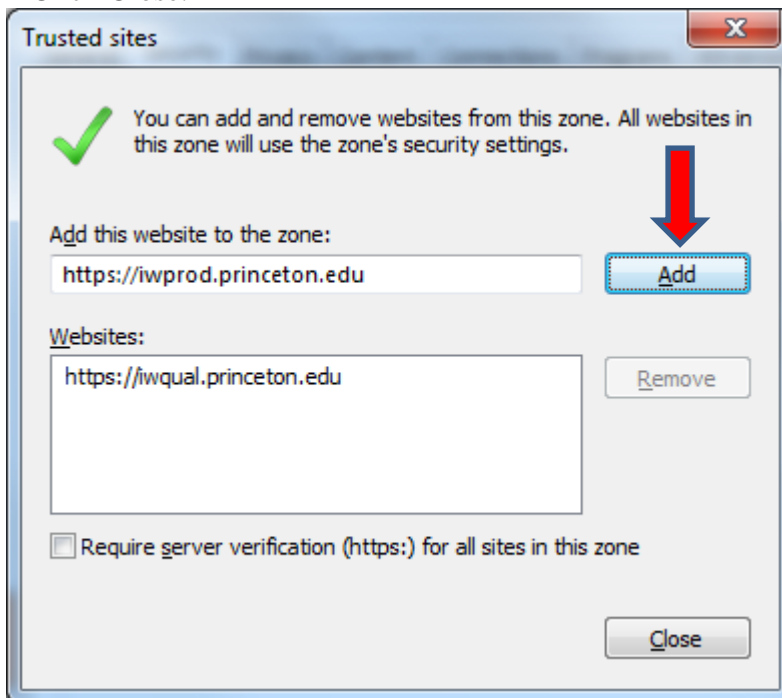 Trusted sites
You can add and remove websites from this zone. All websites in
this zone will use the zone's security settings.
Add this website to the zone:
https://iwprod.princeton.edu
Add
Websites:
https://iwqual.princeton.edu
Remove
Require server verification (https:) for all sites in this zone
Close